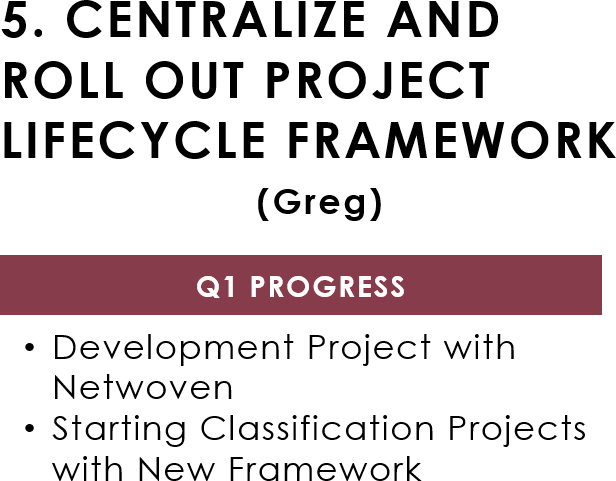 5. CENTRALIZE AND
ROLL OUT PROJECT
LIFECYCLE FRAMEWORK
(Greg)
Q1 PROGRESS
• Development Project with
Netwoven
• Starting Classification Projects
with New Framework